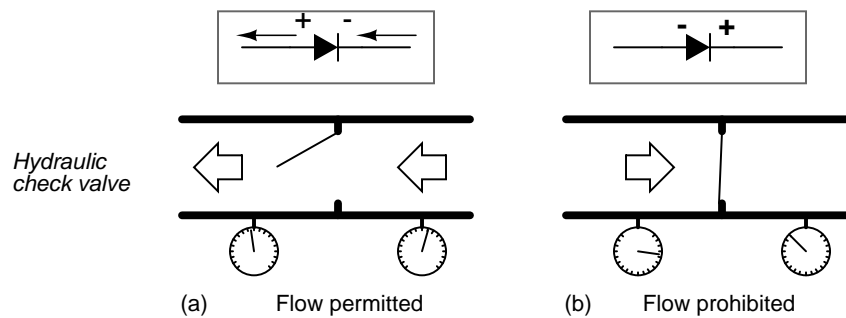 + -
- +
Hydraulic
check valve
(a) Flow permitted
(b) Flow prohibited